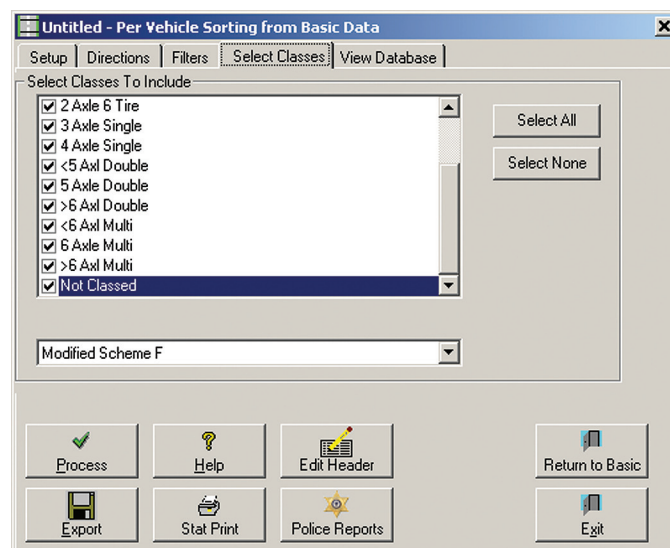 Untitled - Per Vehicle Sorting from Basic Data
Setup Directions Filters Select Classes View Database
Select Classes To Include
2 Axle 6 Tire
3 Axle Single
4 Axle Single
<5 Axl Double
5 Axle Double
>6 Axl Double
<6 Axl Multi
6 Axle Multi
>6 Axl Multi
Not Classed
Select All
Select None
Modified Scheme F
Process Help Edit Header Return to Basic
Export Stat Print Police Reports Exit